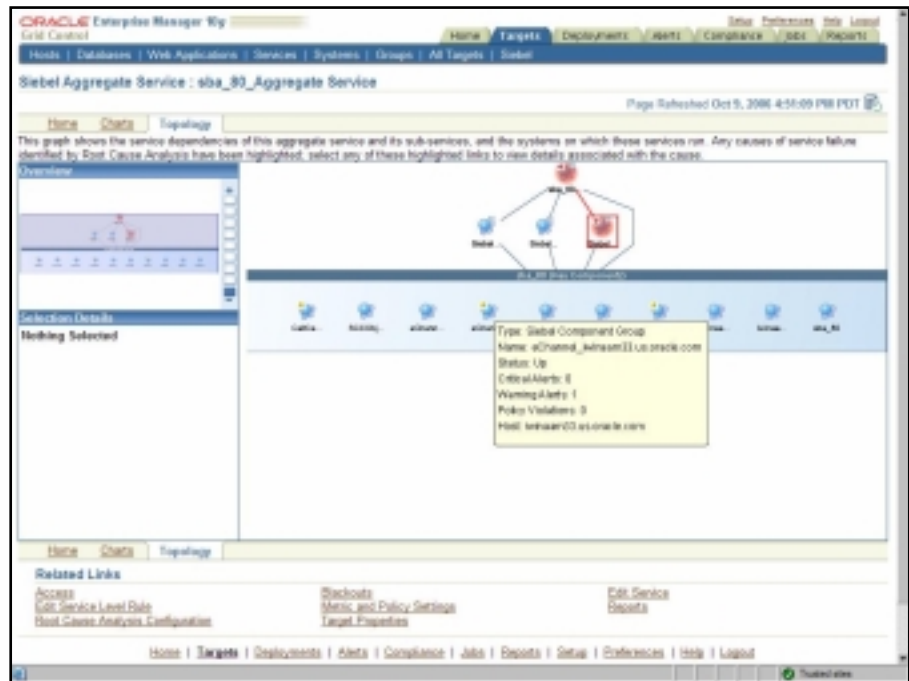 ORACLE Enterprise Manager 10g
Grid Control
Setup Preferences Help Logout
Home Targets Deployments Alerts Compliance Jobs Reports
Hosts | Databases | Web Applications | Services | Systems | Groups | All Targets | Siebel
Siebel Aggregate Service : sba_80_Aggregate Service
Page Refreshed Oct 9, 2006 4:51:09 PM PDT
Home Charts Topology
This graph shows the service dependencies of this aggregate service and its sub-services, and the systems on which these services run. Any causes of service failure
identified by Root Cause Analysis have been highlighted; select any of these highlighted links to view details associated with the cause.
Overview
sba_80
Siebel... Siebel... Siebel...
Selection Details
Nothing Selected
sba_80
Type: Siebel Component Group
Name:
Status: Up
Critical Alerts: 0
Warning Alerts: 1
Policy Violations: 0
Host:
Home Charts Topology
Related Links
Access Blackouts Edit Service
Edit Service Level Rule Metric and Policy Settings Reports
Root Cause Analysis Configuration Target Properties
Home | Targets | Deployments | Alerts | Compliance | Jobs | Reports | Setup | Preferences | Help | Logout
Trusted sites